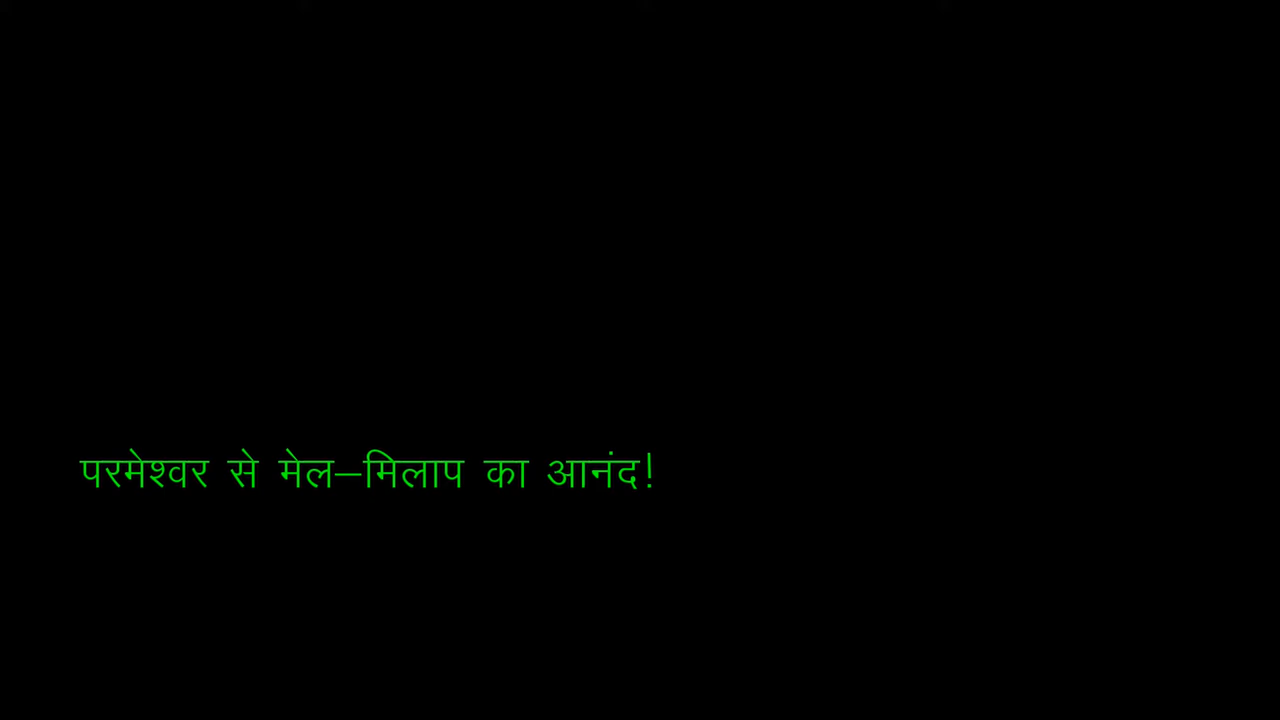 परमेश्वर से मेल–मिलाप का आनंद!